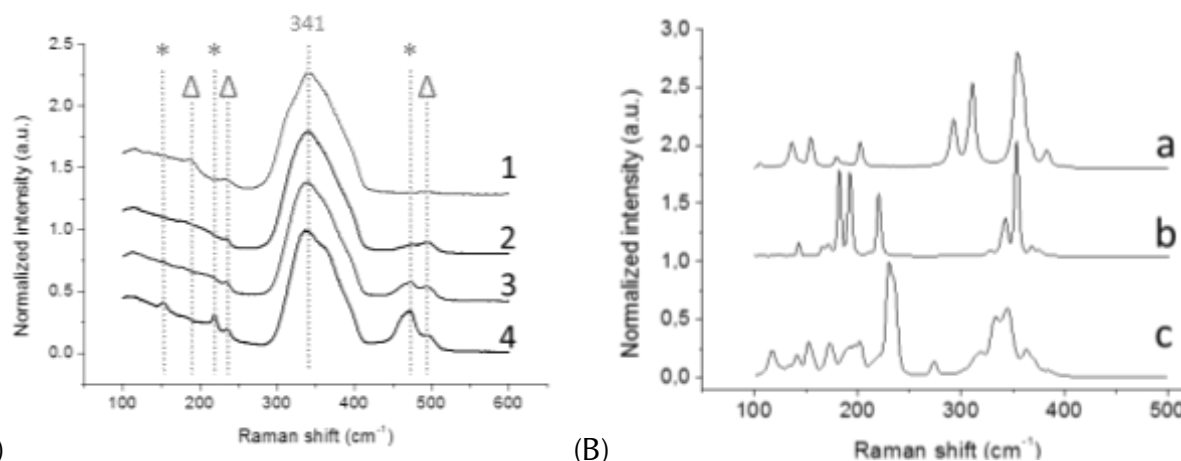 341
* * *
Δ Δ Δ
2.5
2.0
1.5
1.0
0.5
0.0
1
2
3
4
Normalized intensity (a.u.)
100 200 300 400 500 600
Raman shift (cm⁻¹)
)
(B)
3,0
2,5
2,0
1,5
1,0
0,5
0,0
a
b
c
Normalized intensity (a.u.)
100 200 300 400 500
Raman shift (cm⁻¹)